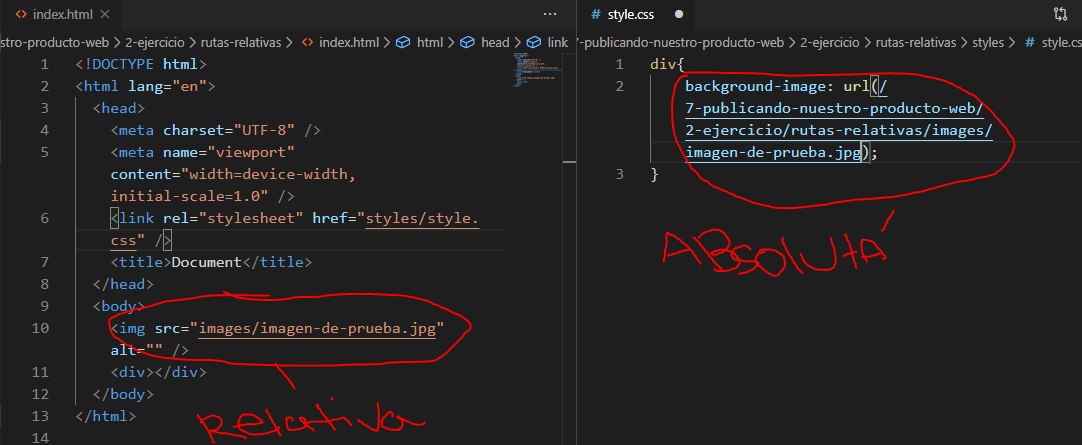 index.html
stro-producto-web > 2-ejercicio > rutas-relativas > index.html > html > head > link
1 <!DOCTYPE html>
2 <html lang="en">
3 <head>
4 <meta charset="UTF-8" />
5 <meta name="viewport"
content="width=device-width,
initial-scale=1.0" />
6 <link rel="stylesheet" href="styles/style.
css" />
7 <title>Document</title>
8 </head>
9 <body>
10 <img src="images/imagen-de-prueba.jpg"
alt="" />
11 <div></div>
12 </body>
13 </html>
14
Relativa
# style.css
7-publicando-nuestro-producto-web > 2-ejercicio > rutas-relativas > styles > # style.cs
1 div{
2 background-image: url(/
7-publicando-nuestro-producto-web/
2-ejercicio/rutas-relativas/images/
imagen-de-prueba.jpg);
3 }
ABSolUtA